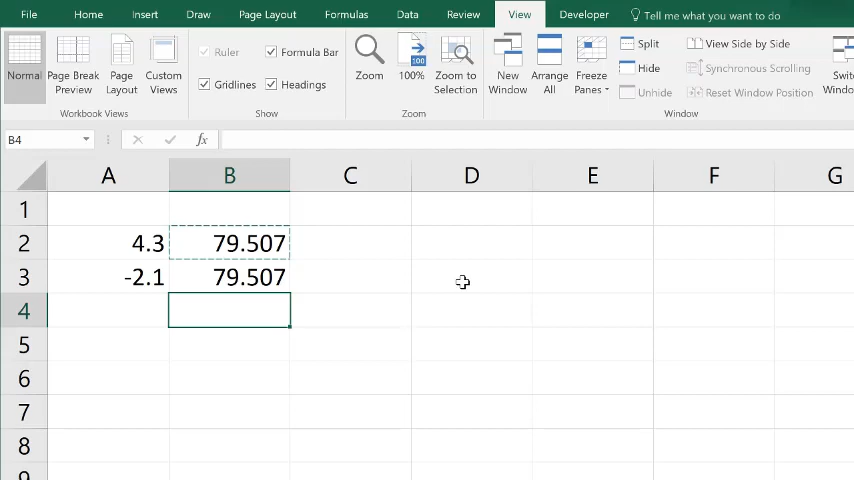 File Home Insert Draw Page Layout Formulas Data Review View Developer Tell me what you want to do
Normal Page Break Preview Page Layout Custom Views
Ruler Formula Bar
Gridlines Headings
Zoom 100% Zoom to Selection
New Window Arrange All Freeze Panes
Split View Side by Side
Hide Synchronous Scrolling
Unhide Reset Window Position
Workbook Views Show Zoom Window
B4 fx
A B C D E F G
1
2 4.3 79.507
3 -2.1 79.507
4
5
6
7
8